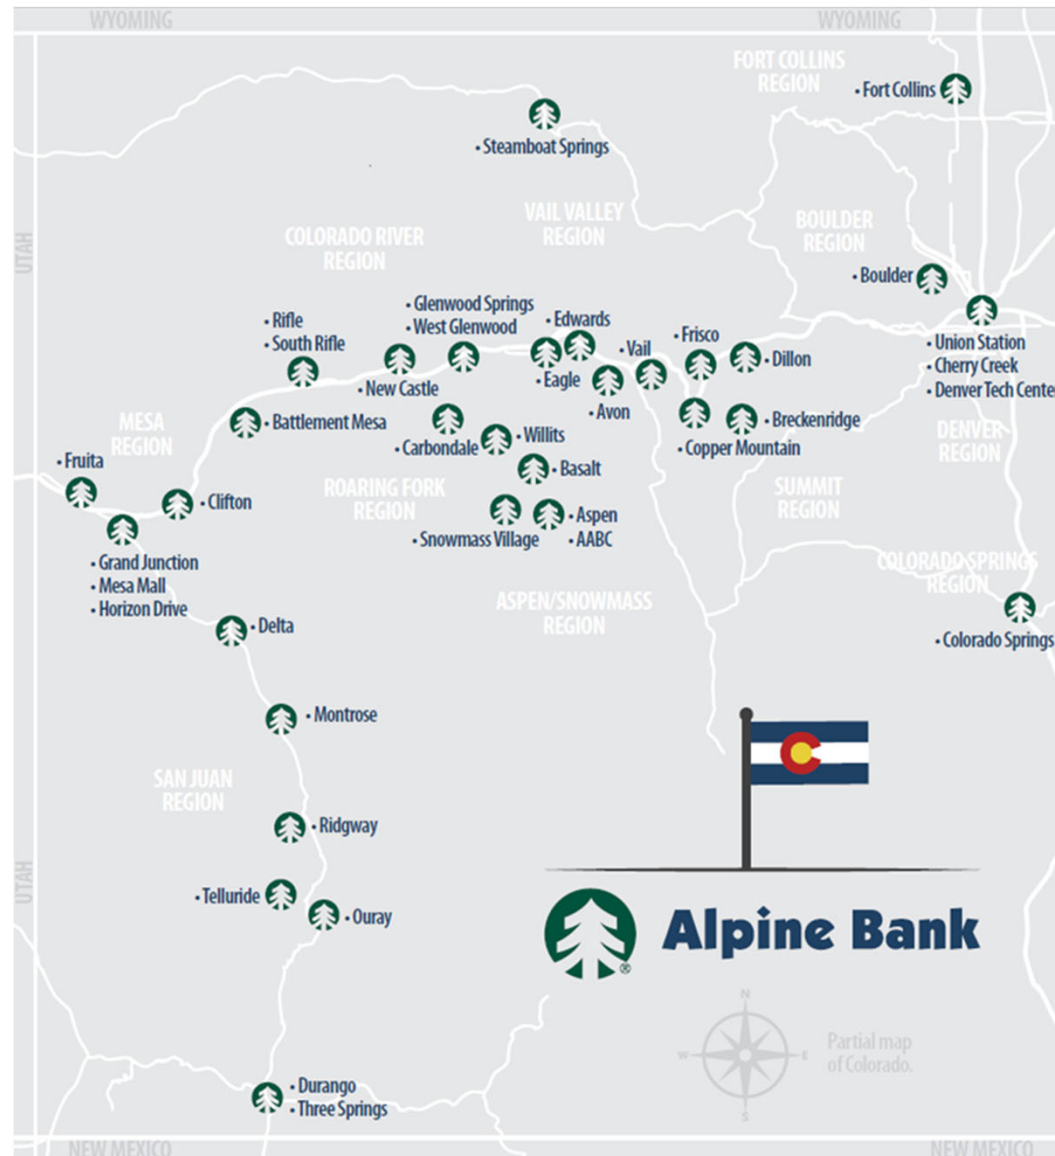 WYOMING
WYOMING
FORT COLLINS
REGION
• Fort Collins
• Steamboat Springs
UTAH
COLORADO RIVER
REGION
VAIL VALLEY
REGION
BOULDER
REGION
• Boulder
• Rifle
• South Rifle
• Glenwood Springs
• West Glenwood
• Edwards
• Vail
• Frisco
• Dillon
• Union Station
• Cherry Creek
• Denver Tech Center
• New Castle
• Eagle
• Avon
MESA
REGION
• Battlement Mesa
• Carbondale
• Willits
• Copper Mountain
• Breckenridge
DENVER
REGION
• Fruita
• Clifton
ROARING FORK
REGION
• Basalt
SUMMIT
REGION
• Snowmass Village
• Aspen
• AABC
• Grand Junction
• Mesa Mall
• Horizon Drive
COLORADO SPRINGS
REGION
ASPEN/SNOWMASS
REGION
• Delta
• Colorado Springs
• Montrose
SAN JUAN
REGION
• Ridgway
UTAH
• Telluride
• Ouray
® Alpine Bank
N
W
E
S
Partial map
of Colorado.
• Durango
• Three Springs
NEW MEXICO
NEW MEXICO